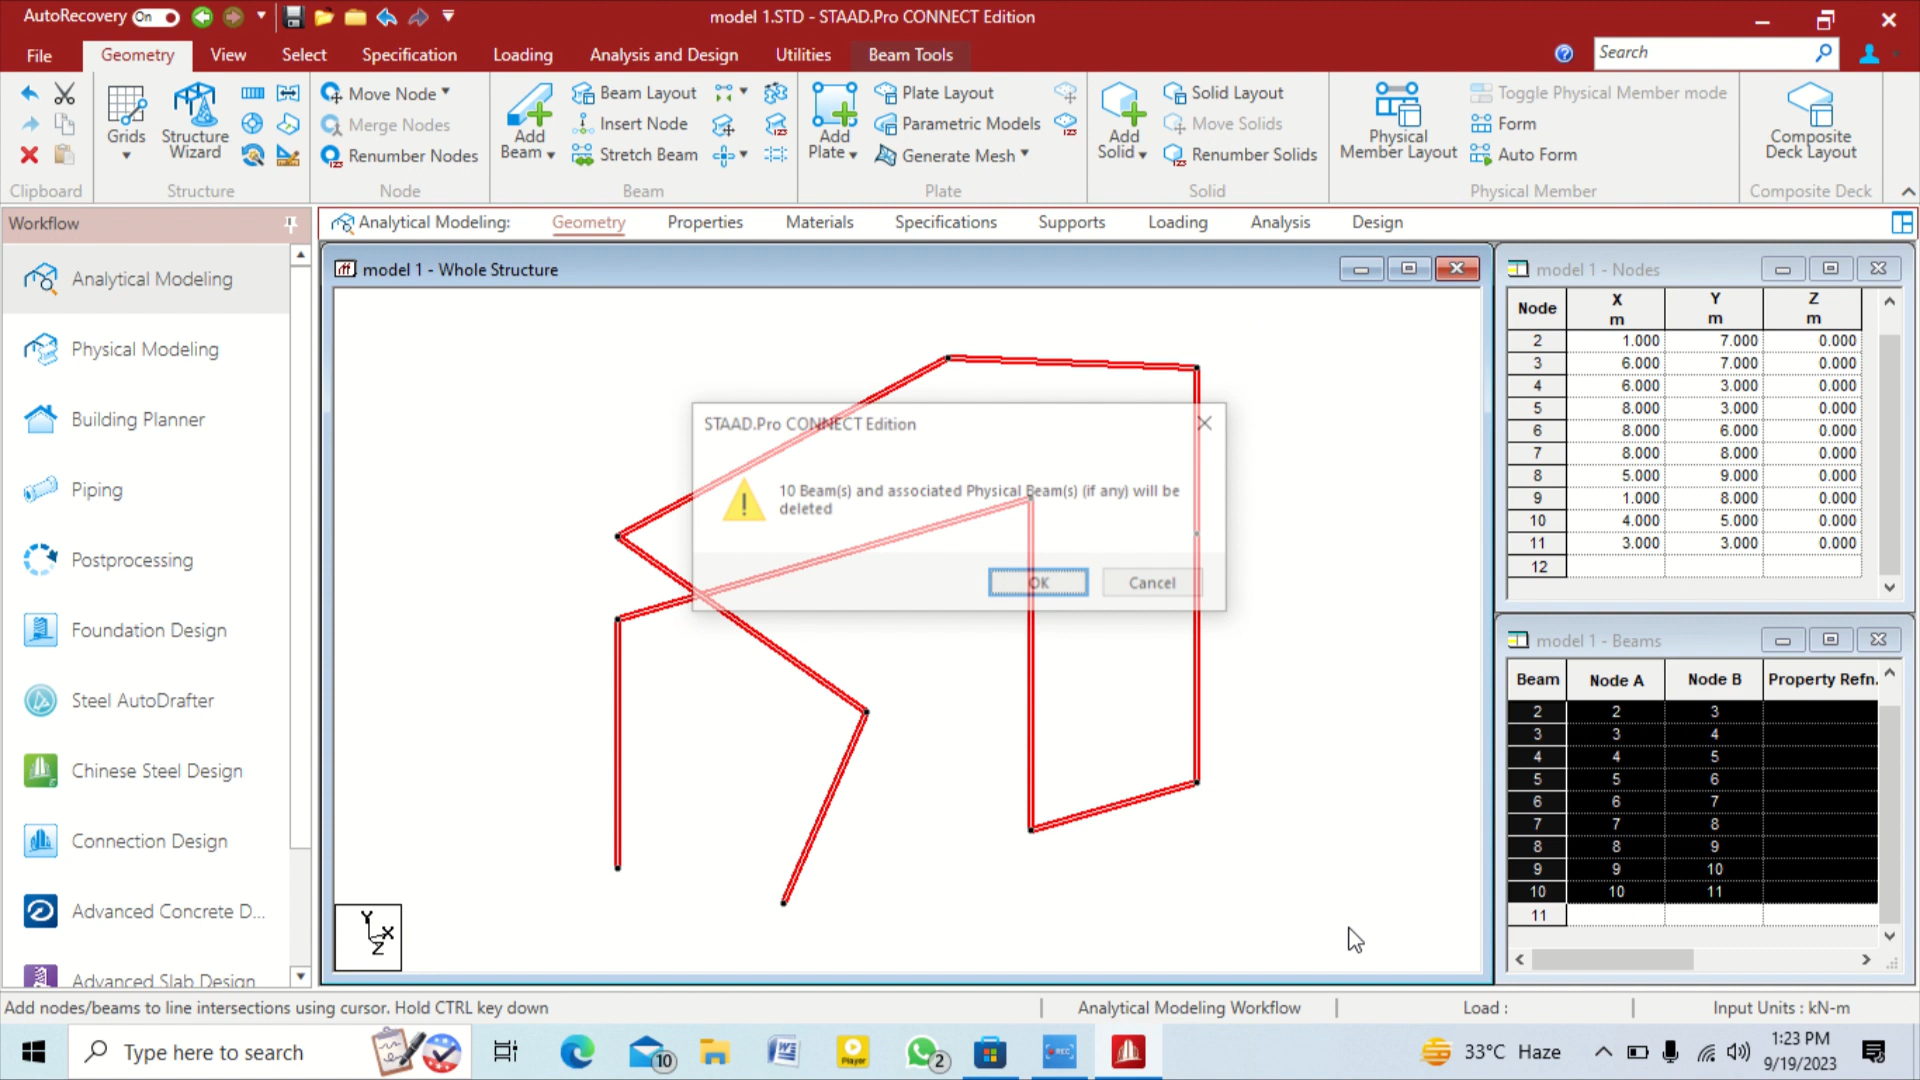 AutoRecovery On
model 1.STD - STAAD.Pro CONNECT Edition
File Geometry View Select Specification Loading Analysis and Design Utilities Beam Tools
Search
Grids
Structure Wizard
Move Node
Merge Nodes
Renumber Nodes
Add Beam
Beam Layout
Insert Node
Stretch Beam
Add Plate
Plate Layout
Parametric Models
Generate Mesh
Add Solid
Solid Layout
Move Solids
Renumber Solids
Physical Member Layout
Toggle Physical Member mode
Form
Auto Form
Composite Deck Layout
Clipboard Structure Node Beam Plate Solid Physical Member Composite Deck
Workflow
Analytical Modeling: Geometry Properties Materials Specifications Supports Loading Analysis Design
Analytical Modeling
Physical Modeling
Building Planner
Piping
Postprocessing
Foundation Design
Steel AutoDrafter
Chinese Steel Design
Connection Design
Advanced Concrete D...
Advanced Slab Design
model 1 - Whole Structure
STAAD.Pro CONNECT Edition
10 Beam(s) and associated Physical Beam(s) (if any) will be
deleted
OK Cancel
Y
X
Z
model 1 - Nodes
Node X m Y m Z m
2 1.000 7.000 0.000
3 6.000 7.000 0.000
4 6.000 3.000 0.000
5 8.000 3.000 0.000
6 8.000 6.000 0.000
7 8.000 8.000 0.000
8 5.000 9.000 0.000
9 1.000 8.000 0.000
10 4.000 5.000 0.000
11 3.000 3.000 0.000
12
model 1 - Beams
Beam Node A Node B Property Refn.
2 2 3
3 3 4
4 4 5
5 5 6
6 6 7
7 7 8
8 8 9
9 9 10
10 10 11
11
Add nodes/beams to line intersections using cursor. Hold CTRL key down
Analytical Modeling Workflow
Load :
Input Units : kN-m
Type here to search
10
Player
2
REC
33°C Haze
1:23 PM
9/19/2023